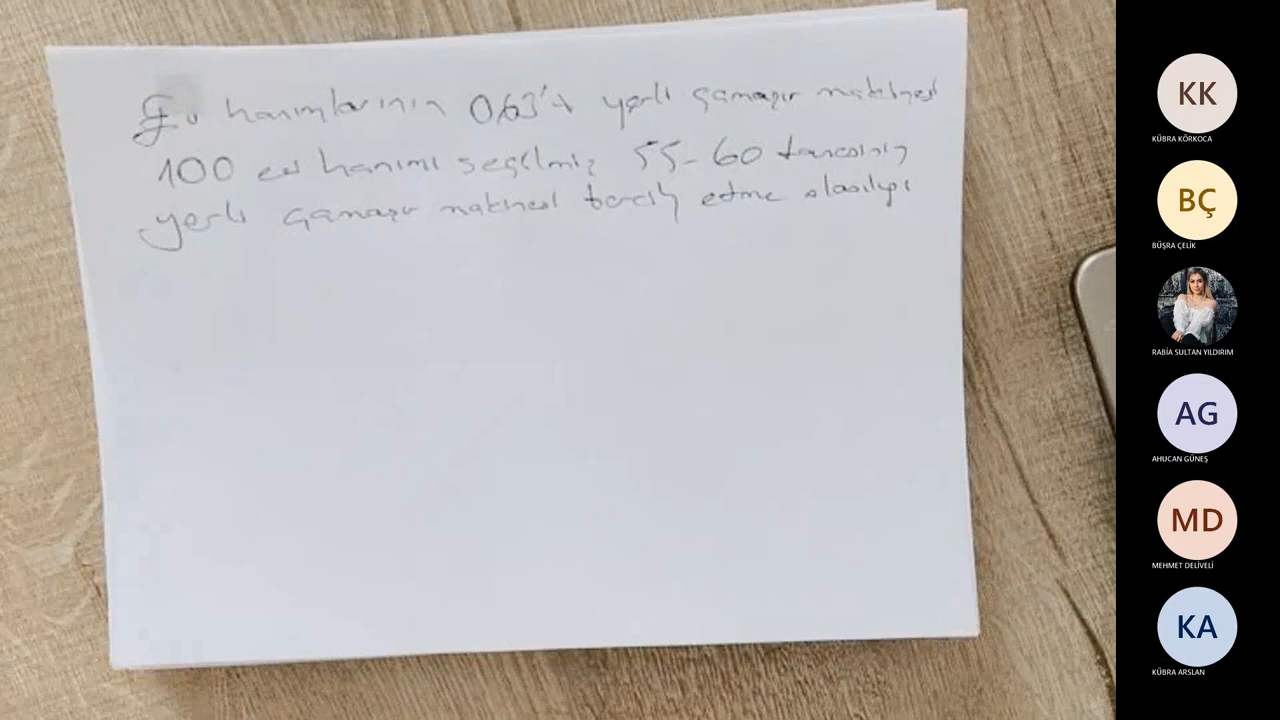 Ev hanımlarının 0,63'ü yerli çamaşır makinesi
100 ev hanımı seçilmiş 55-60 tanesinin
yerli çamaşır makinesi tercih etme olasılığı
KK
KÜBRA KÖRKOCA
BÇ
BÜŞRA ÇELİK
RABİA SULTAN YILDIRIM
AG
AHUCAN GÜNEŞ
MD
MEHMET DELİVELİ
KA
KÜBRA ARSLAN